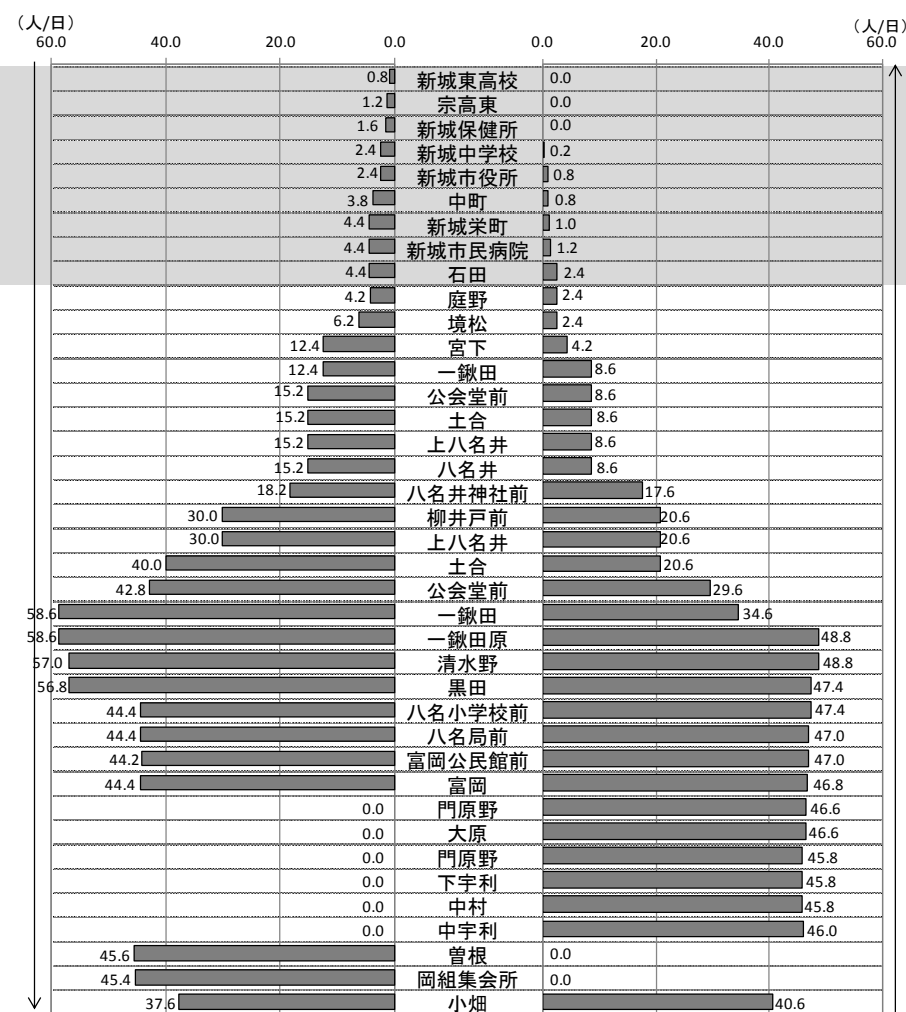 （人/日）
（人/日）
60.0 40.0 20.0 0.0 0.0 20.0 40.0 60.0
0.8 新城東高校 0.0
1.2 宗高東 0.0
1.6 新城保健所 0.0
2.4 新城中学校 0.2
2.4 新城市役所 0.8
3.8 中町 0.8
4.4 新城栄町 1.0
4.4 新城市民病院 1.2
4.4 石田 2.4
4.2 庭野 2.4
6.2 境松 2.4
12.4 宮下 4.2
12.4 一鍬田 8.6
15.2 公会堂前 8.6
15.2 土合 8.6
15.2 上八名井 8.6
15.2 八名井 8.6
18.2 八名井神社前 17.6
30.0 柳井戸前 20.6
30.0 上八名井 20.6
40.0 土合 20.6
42.8 公会堂前 29.6
58.6 一鍬田 34.6
58.6 一鍬田原 48.8
57.0 清水野 48.8
56.8 黒田 47.4
44.4 八名小学校前 47.4
44.4 八名局前 47.0
44.2 富岡公民館前 47.0
44.4 富岡 46.8
0.0 門原野 46.6
0.0 大原 46.6
0.0 門原野 45.8
0.0 下宇利 45.8
0.0 中村 45.8
0.0 中宇利 46.0
45.6 曽根 0.0
45.4 岡組集会所 0.0
37.6 小畑 40.6